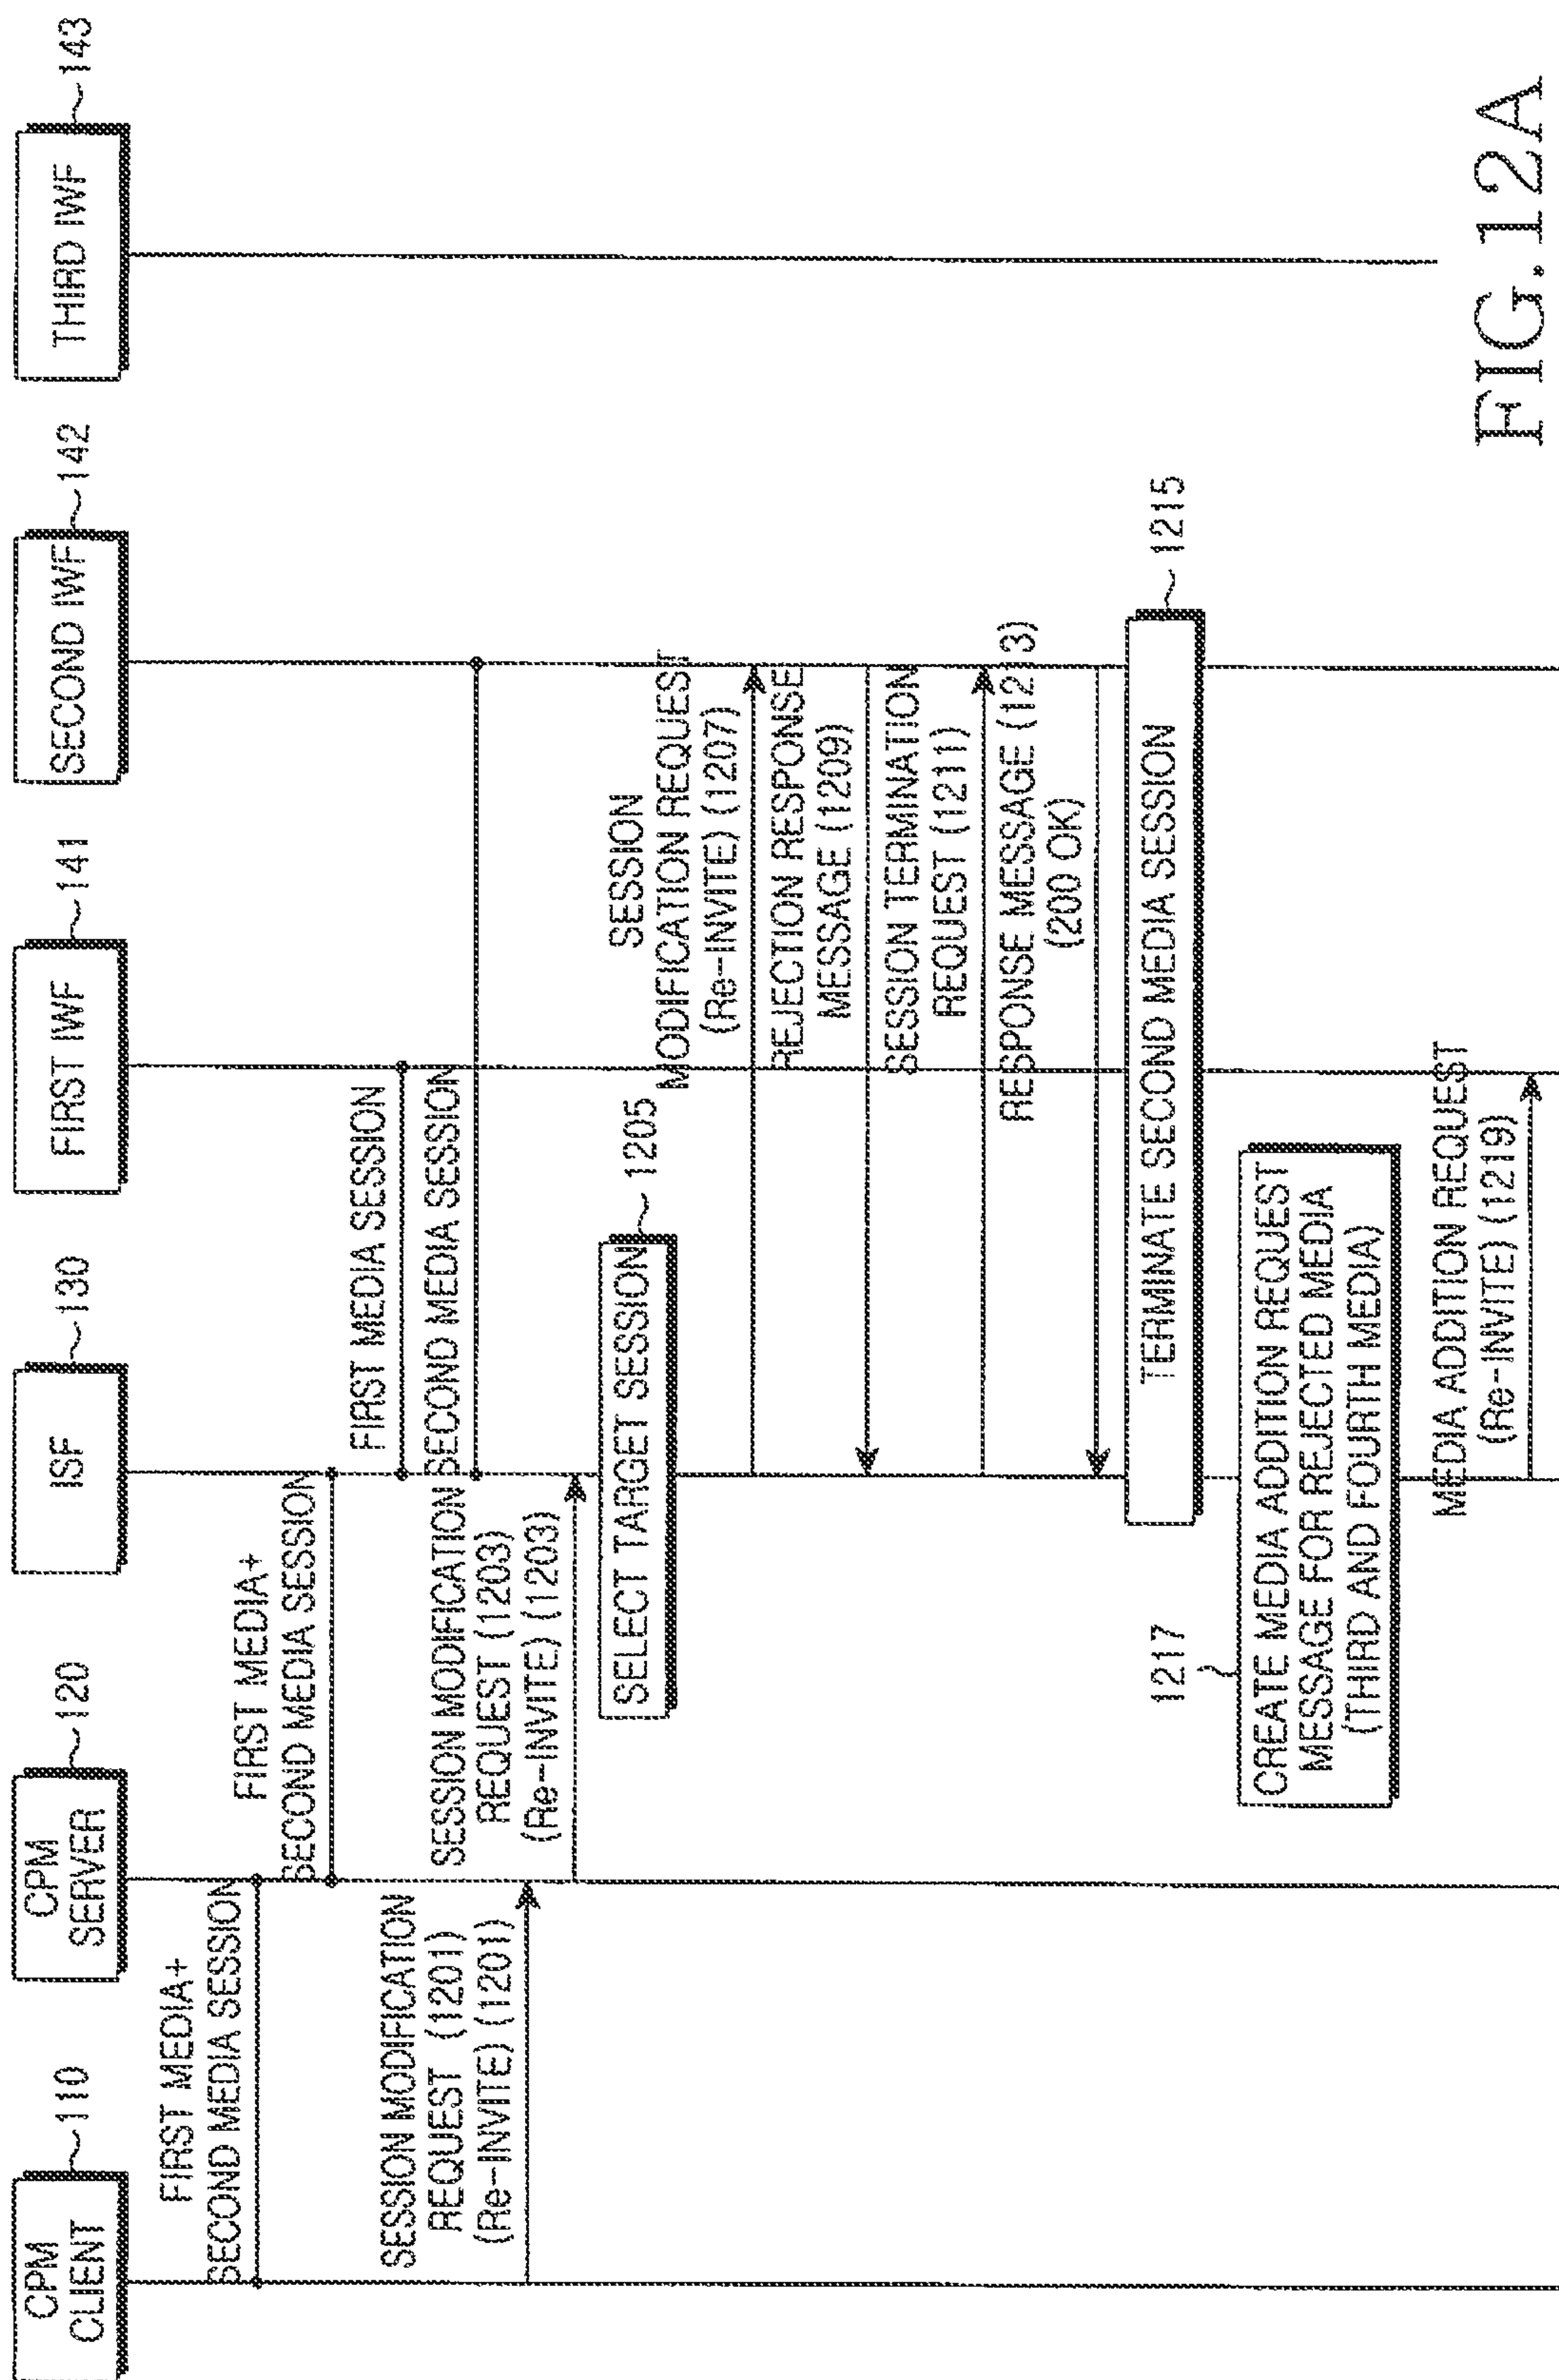 CPM
CLIENT
110
CPM
SERVER
120
ISF
130
FIRST IWF
141
SECOND IWF
142
THIRD IWF
143
FIRST MEDIA+
SECOND MEDIA SESSION
FIRST MEDIA+
SECOND MEDIA SESSION
FIRST MEDIA SESSION
SECOND MEDIA SESSION
SESSION MODIFICATION
REQUEST (1201)
(Re-INVITE) (1201)
SESSION MODIFICATION
REQUEST (1203)
(Re-INVITE) (1203)
SELECT TARGET SESSION
1205
SESSION
MODIFICATION REQUEST
(Re-INVITE) (1207)
REJECTION RESPONSE
MESSAGE (1209)
SESSION TERMINATION
REQUEST (1211)
RESPONSE MESSAGE (1213)
(200 OK)
TERMINATE SECOND MEDIA SESSION
1215
1217
CREATE MEDIA ADDITION REQUEST
MESSAGE FOR REJECTED MEDIA
(THIRD AND FOURTH MEDIA)
MEDIA ADDITION REQUEST
(Re-INVITE) (1219)
FIG.12A